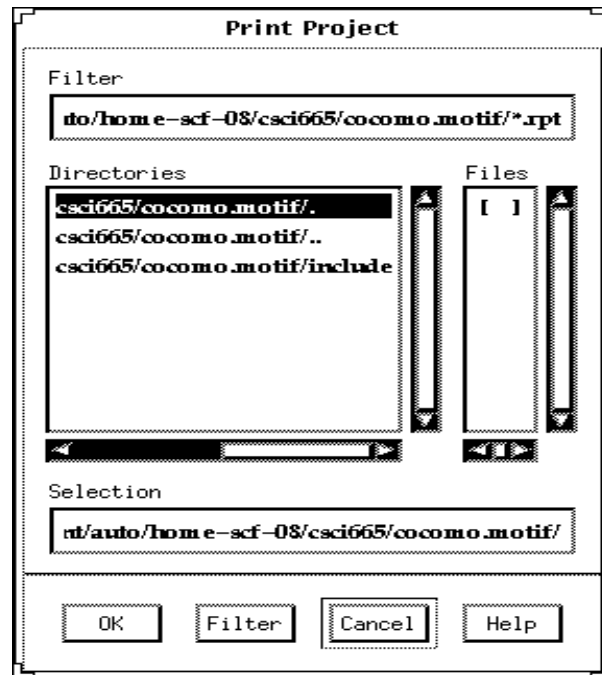 Print Project
Filter
to/home-scf-08/csci665/cocomo.motif/*.rpt
Directories Files
csci665/cocomo.motif/. [ ]
csci665/cocomo.motif/..
csci665/cocomo.motif/include
Selection
nt/auto/home-scf-08/csci665/cocomo.motif/
OK Filter Cancel Help